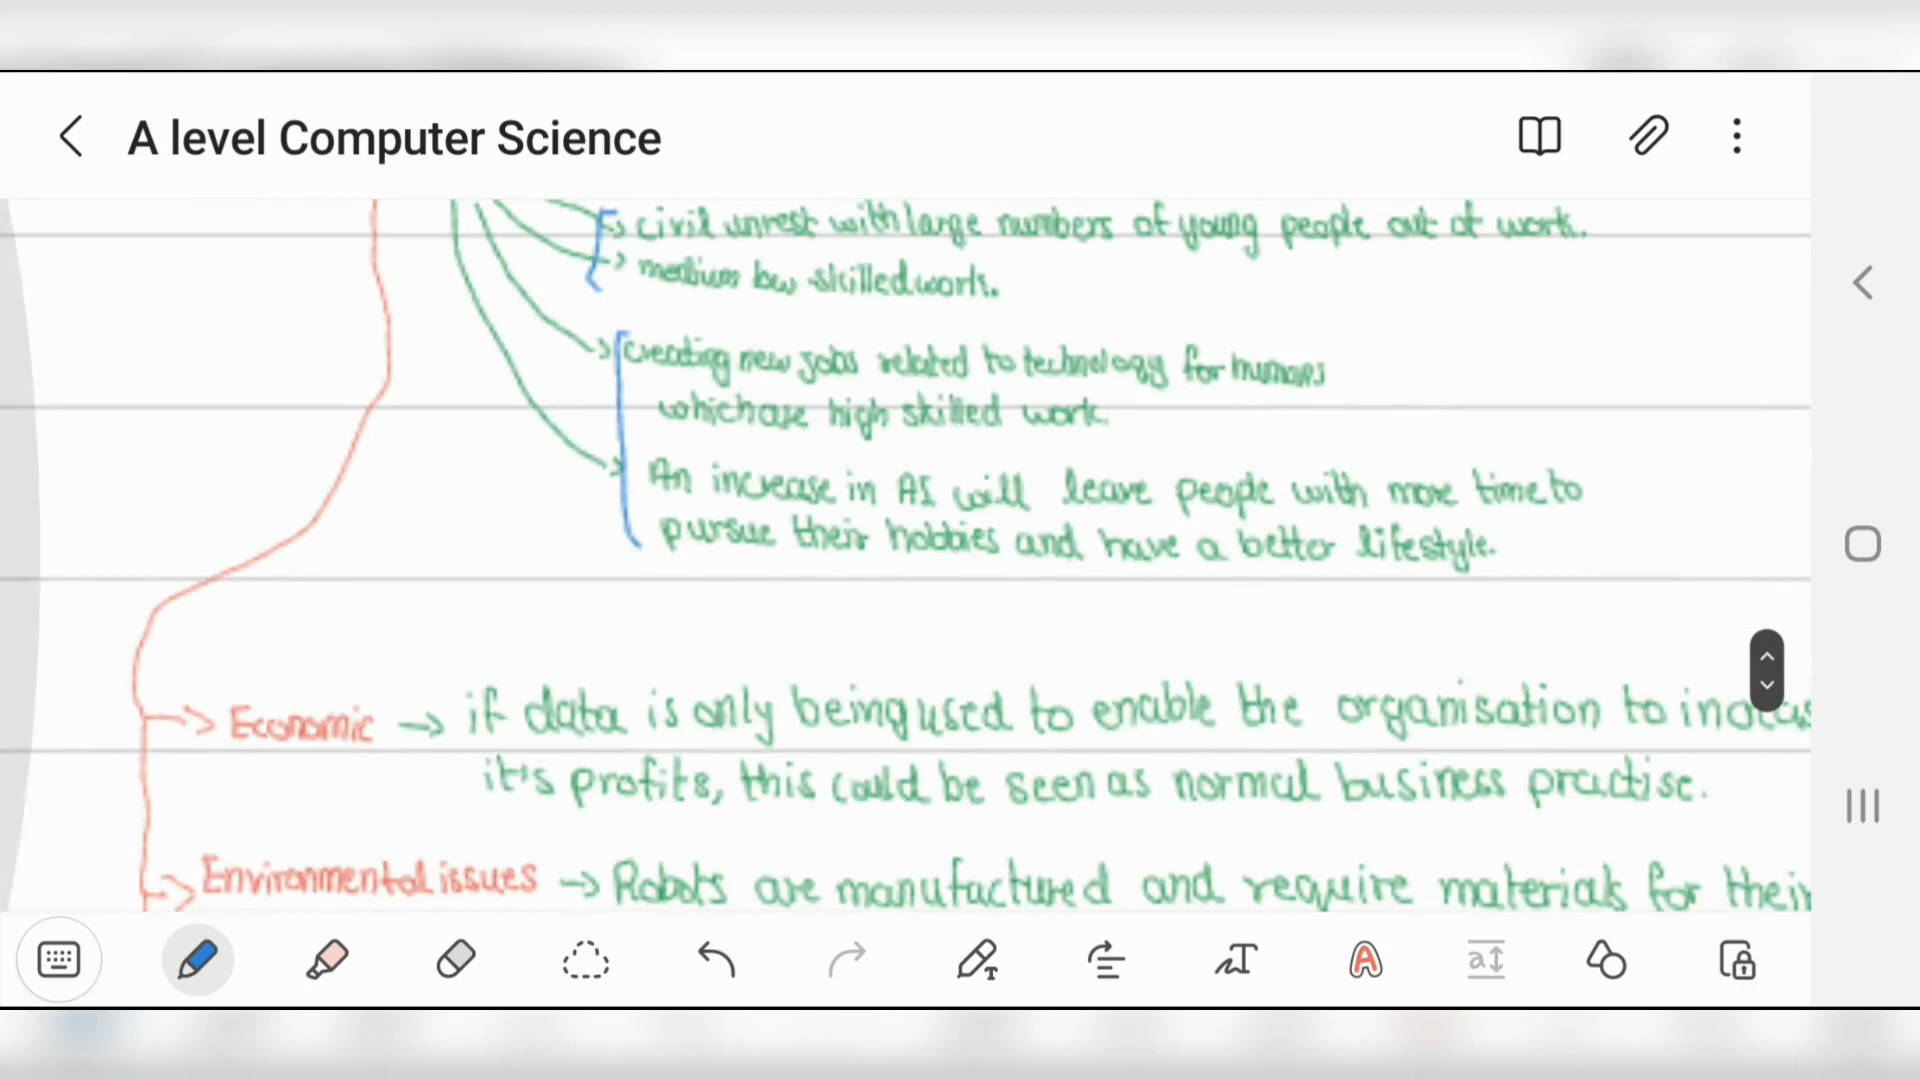 A level Computer Science
civil unrest with large numbers of young people out of work.
medium low skilled work.
creating new jobs related to technology for humans
which are high skilled work.
An increase in AI will leave people with more time to
pursue their hobbies and have a better lifestyle.
Economic → if data is only being used to enable the organisation to increas
it's profits, this could be seen as normal business practise.
Environmental issues → Robots are manufactured and require materials for their